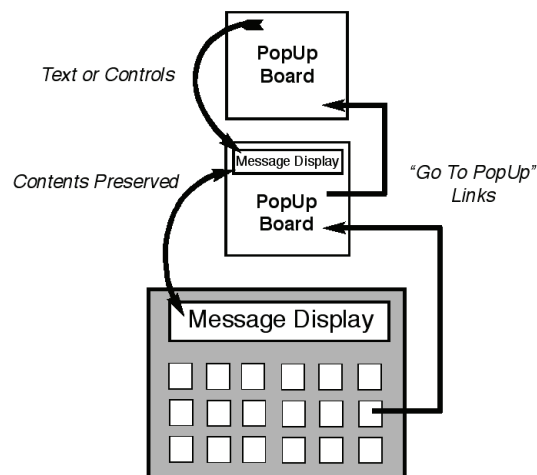 PopUp
Board
Text or Controls
Message Display
Contents Preserved
“Go To PopUp”
Links
PopUp
Board
Message Display